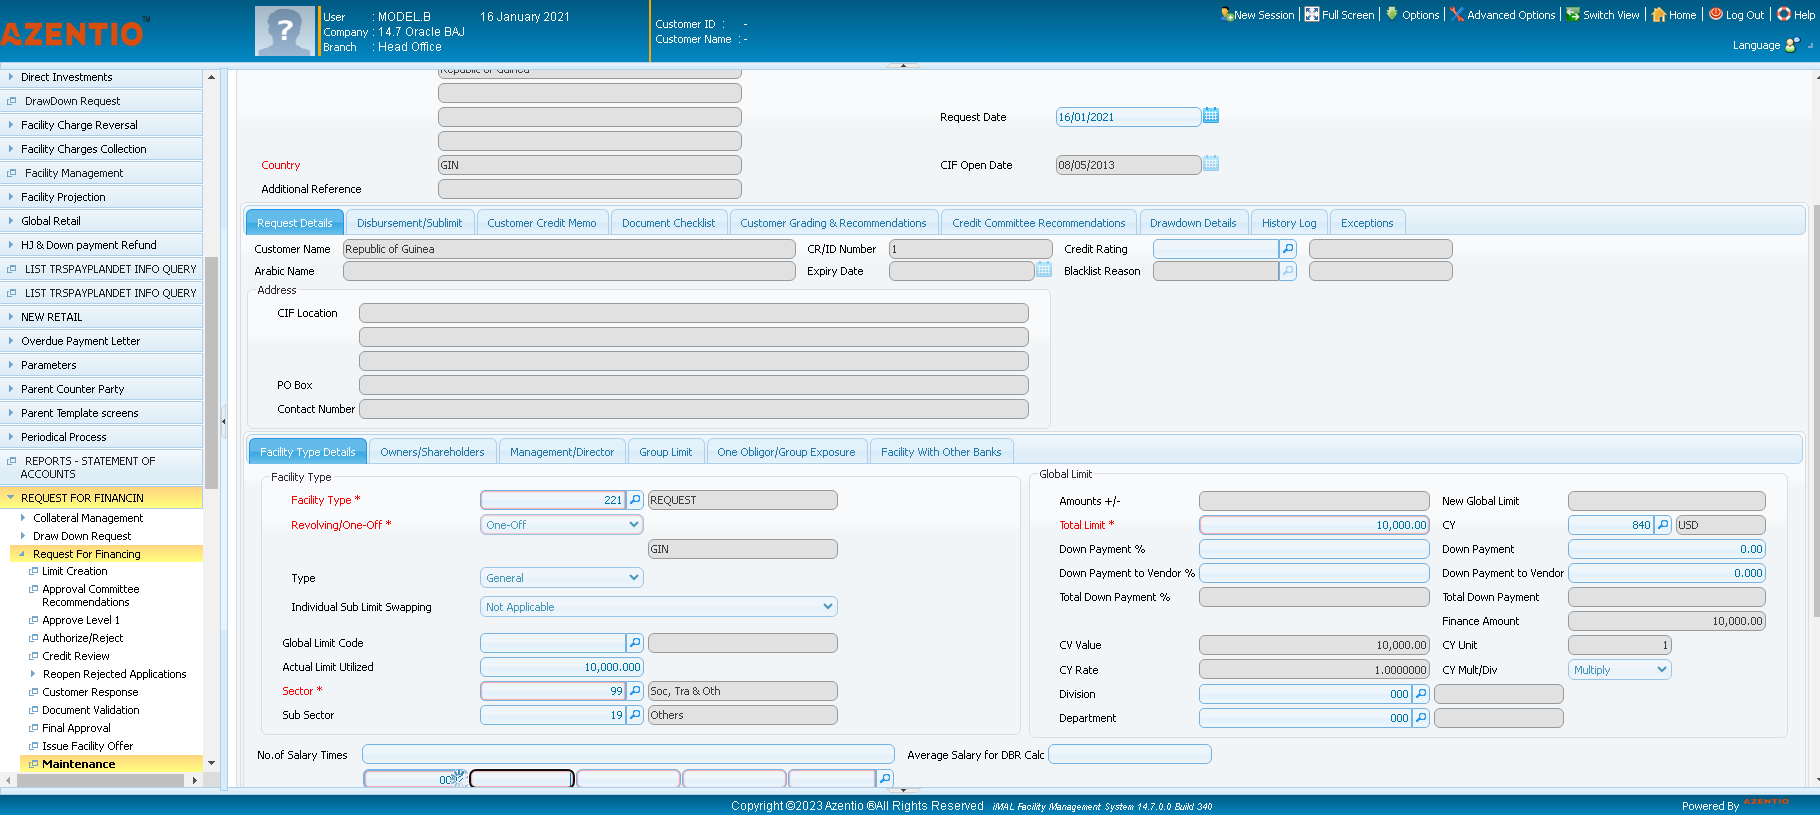 AZENTIO™
User : MODEL.B 16 January 2021
Company : 14.7 Oracle BAJ
Branch : Head Office
Customer ID : -
Customer Name : -
New Session | Full Screen | Options | Advanced Options | Switch View | Home | Log Out | Help
Language
Direct Investments
DrawDown Request
Facility Charge Reversal
Facility Charges Collection
Facility Management
Facility Projection
Global Retail
HJ & Down payment Refund
LIST TRSPAYPLANDET INFO QUERY
LIST TRSPAYPLANDET INFO QUERY
NEW RETAIL
Overdue Payment Letter
Parameters
Parent Counter Party
Parent Template screens
Periodical Process
REPORTS - STATEMENT OF
ACCOUNTS
REQUEST FOR FINANCIN
Collateral Management
Draw Down Request
Request For Financing
Limit Creation
Approval Committee
Recommendations
Approve Level 1
Authorize/Reject
Credit Review
Reopen Rejected Applications
Customer Response
Document Validation
Final Approval
Issue Facility Offer
Maintenance
Republic of Guinea
Request Date 16/01/2021
Country GIN CIF Open Date 08/05/2013
Additional Reference
Request Details Disbursement/Sublimit Customer Credit Memo Document Checklist Customer Grading & Recommendations Credit Committee Recommendations Drawdown Details History Log Exceptions
Customer Name Republic of Guinea CR/ID Number 1 Credit Rating
Arabic Name Expiry Date Blacklist Reason
Address
CIF Location
PO Box
Contact Number
Facility Type Details Owners/Shareholders Management/Director Group Limit One Obligor/Group Exposure Facility With Other Banks
Facility Type
Facility Type * 221 REQUEST
Revolving/One-Off * One-Off
GIN
Type General
Individual Sub Limit Swapping Not Applicable
Global Limit Code
Actual Limit Utilized 10,000.000
Sector * 99 Soc, Tra & Oth
Sub Sector 19 Others
Global Limit
Amounts +/- New Global Limit
Total Limit * 10,000.00 CY 840 USD
Down Payment % Down Payment 0.00
Down Payment to Vendor % Down Payment to Vendor 0.000
Total Down Payment % Total Down Payment
Finance Amount 10,000.00
CV Value 10,000.00 CY Unit 1
CY Rate 1.0000000 CY Mult/Div Multiply
Division 000
Department 000
No.of Salary Times Average Salary for DBR Calc
Copyright ©2023 Azentio ®All Rights Reserved iMAL Facility Management System 14.7.0.0 Build 340
Powered By AZENTIO